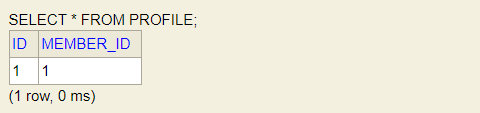 SELECT * FROM PROFILE;
ID MEMBER_ID
1 1
(1 row, 0 ms)